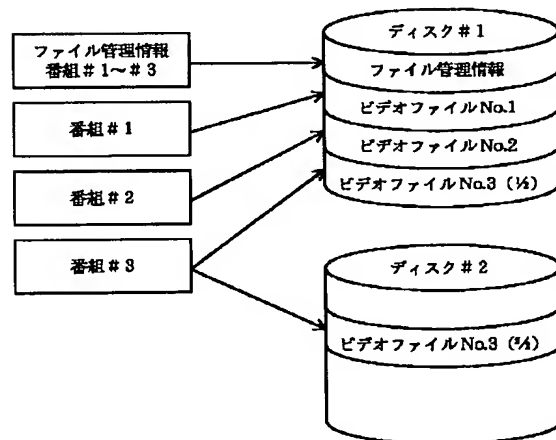 ファイル管理情報
番組＃1～＃3
番組＃1
番組＃2
番組＃3
ディスク＃1
ファイル管理情報
ビデオファイルNo.1
ビデオファイルNo.2
ビデオファイルNo.3（½）
ディスク＃2
ビデオファイルNo.3（²⁄₂）